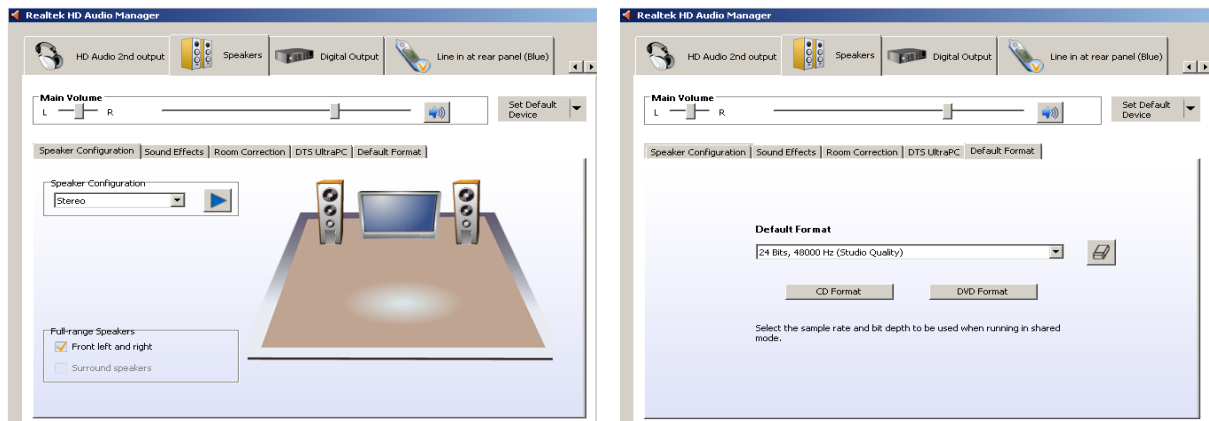 Realtek HD Audio Manager
HD Audio 2nd output
Speakers
Digital Output
Line in at rear panel (Blue)
Main Volume
L
R
Set Default
Device
Speaker Configuration
Sound Effects
Room Correction
DTS UltraPC
Default Format
Speaker Configuration
Stereo
Full-range Speakers
Front left and right
Surround speakers
Realtek HD Audio Manager
HD Audio 2nd output
Speakers
Digital Output
Line in at rear panel (Blue)
Main Volume
L
R
Set Default
Device
Speaker Configuration
Sound Effects
Room Correction
DTS UltraPC
Default Format
Default Format
24 Bits, 48000 Hz (Studio Quality)
CD Format
DVD Format
Select the sample rate and bit depth to be used when running in shared
mode.